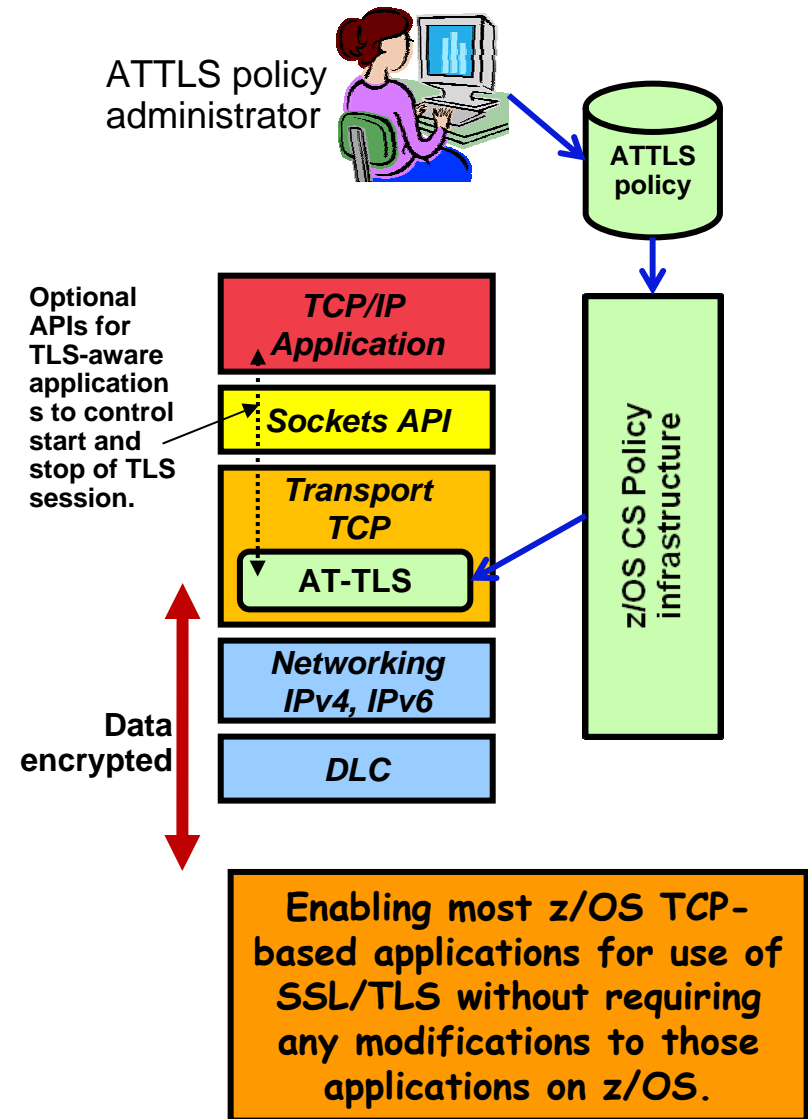 ATTLS policy
administrator
ATTLS
policy
Optional
APIs for
TLS-aware
application
s to control
start and
stop of TLS
session.
TCP/IP
Application
Sockets API
Transport
TCP
AT-TLS
Networking
IPv4, IPv6
DLC
z/OS CS Policy
infrastructure
Data
encrypted
Enabling most z/OS TCP-
based applications for use of
SSL/TLS without requiring
any modifications to those
applications on z/OS.